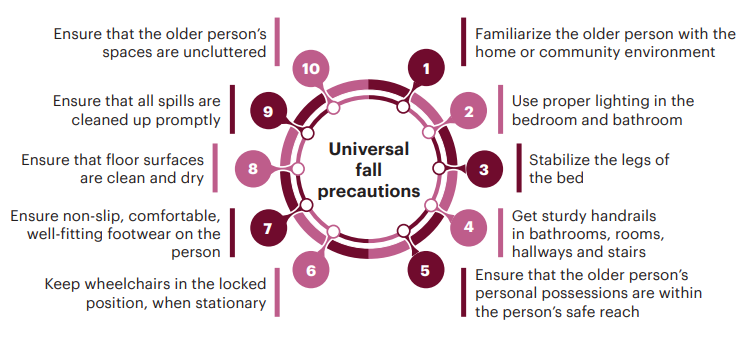 Universal
fall
precautions
1
Familiarize the older person with the
home or community environment
2
Use proper lighting in the
bedroom and bathroom
3
Stabilize the legs of
the bed
4
Get sturdy handrails
in bathrooms, rooms,
hallways and stairs
5
Ensure that the older person's
personal possessions are within
the person's safe reach
6
Keep wheelchairs in the locked
position, when stationary
7
Ensure non-slip, comfortable,
well-fitting footwear on the
person
8
Ensure that floor surfaces
are clean and dry
9
Ensure that all spills are
cleaned up promptly
10
Ensure that the older person's
spaces are uncluttered